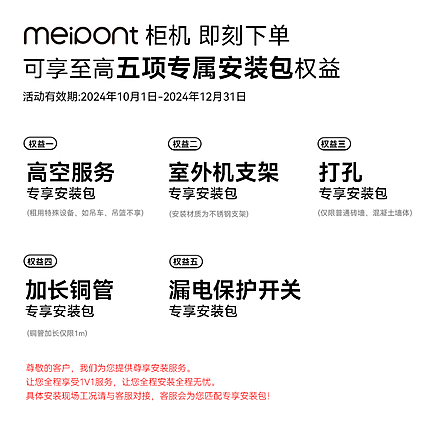 meipont 柜机 即刻下单
可享至高五项专属安装包权益
活动有效期:2024年10月1日-2024年12月31日
权益一
高空服务
专享安装包
(租用特殊设备、如吊车、吊篮不享)
权益二
室外机支架
专享安装包
(安装材质为不锈钢支架)
权益三
打孔
专享安装包
(仅限普通砖墙、混凝土墙体)
权益四
加长铜管
专享安装包
(铜管加长仅限1m)
权益五
漏电保护开关
专享安装包
尊敬的客户，我们为您提供尊享安装服务。
让您全程享受1V1服务，让您全程安装全程无忧。
具体安装现场工况请与客服对接，客服会为您匹配专享安装包!